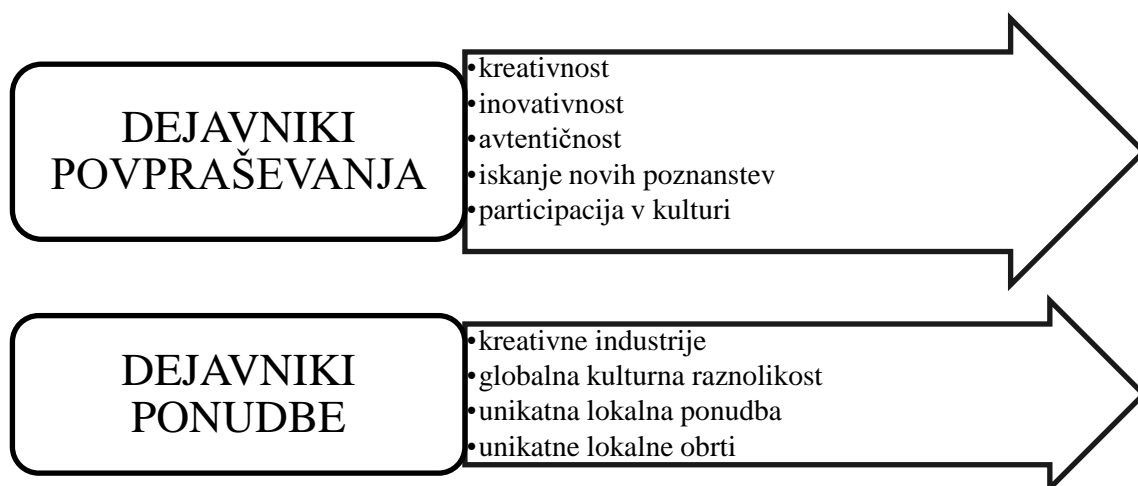 DEJAVNIKI
POVPRAŠEVANJA
•kreativnost
•inovativnost
•avtentičnost
•iskanje novih poznanstev
•participacija v kulturi
DEJAVNIKI
PONUDBE
•kreativne industrije
•globalna kulturna raznolikost
•unikatna lokalna ponudba
•unikatne lokalne obrti